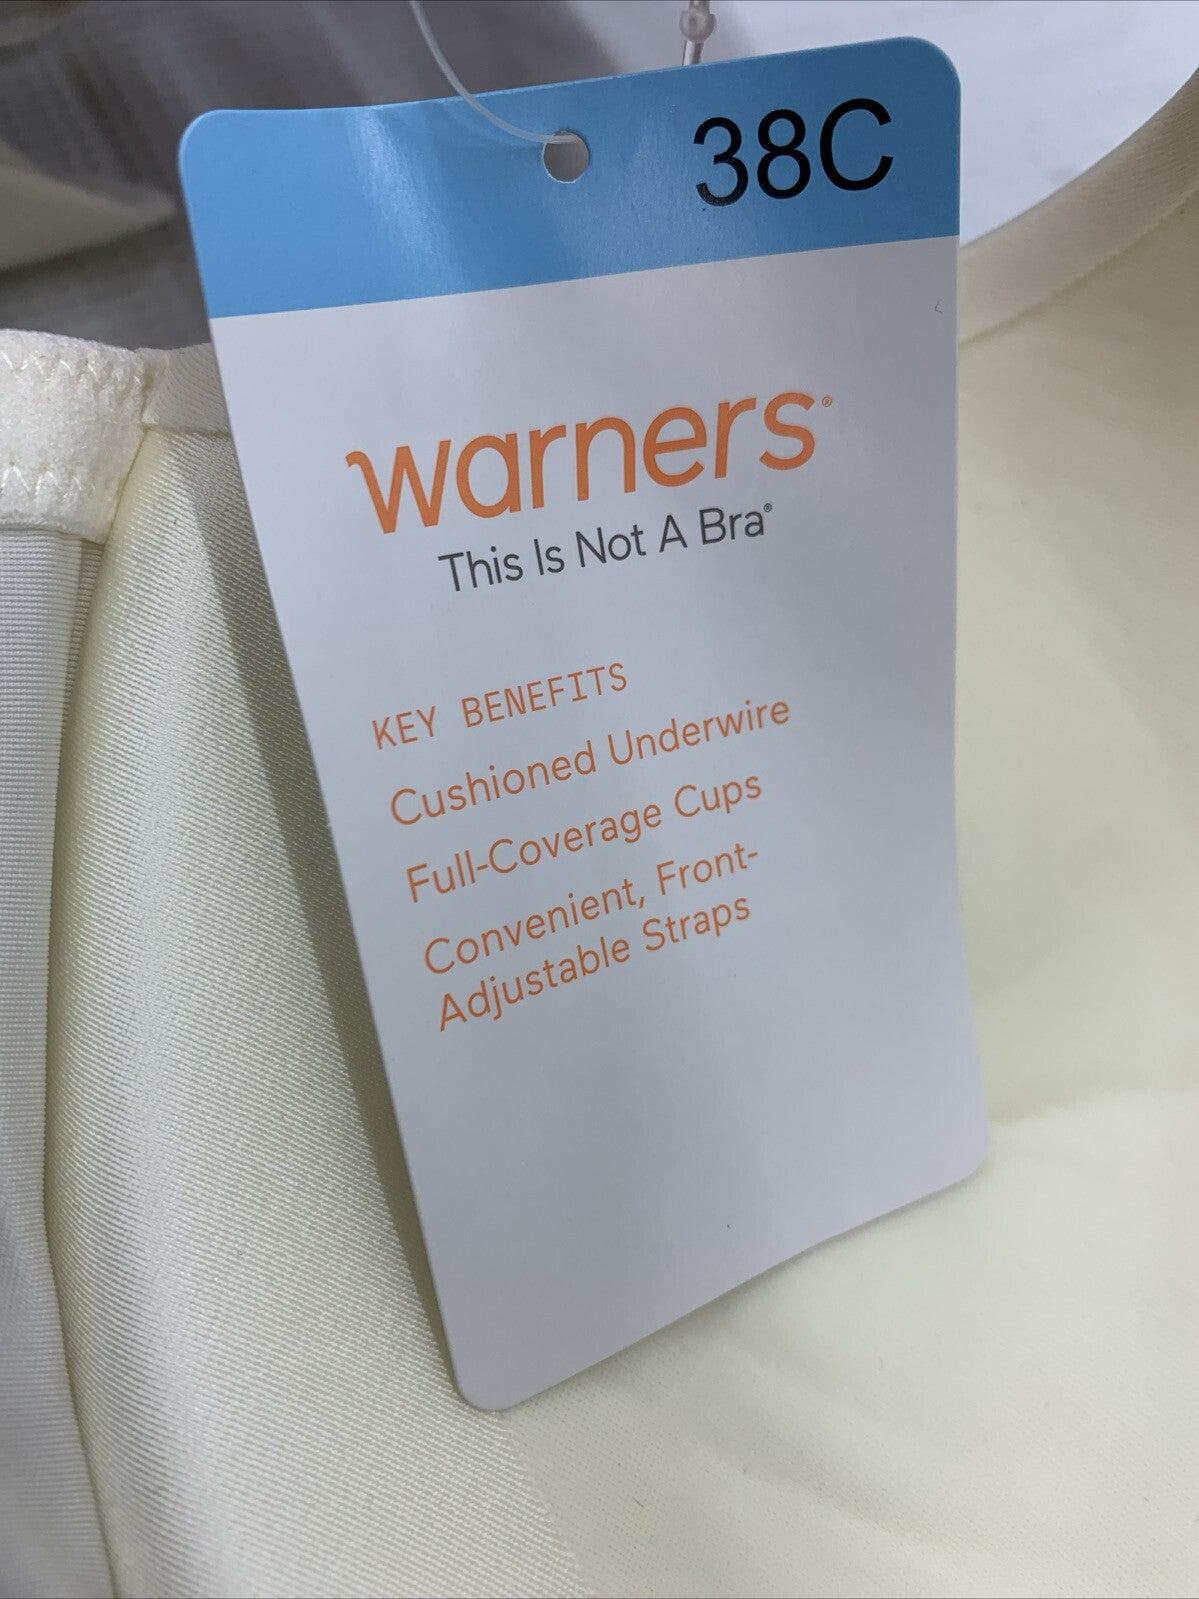 38C
warners®
This Is Not A Bra®
KEY BENEFITS
Cushioned Underwire
Full-Coverage Cups
Convenient, Front-
Adjustable Straps